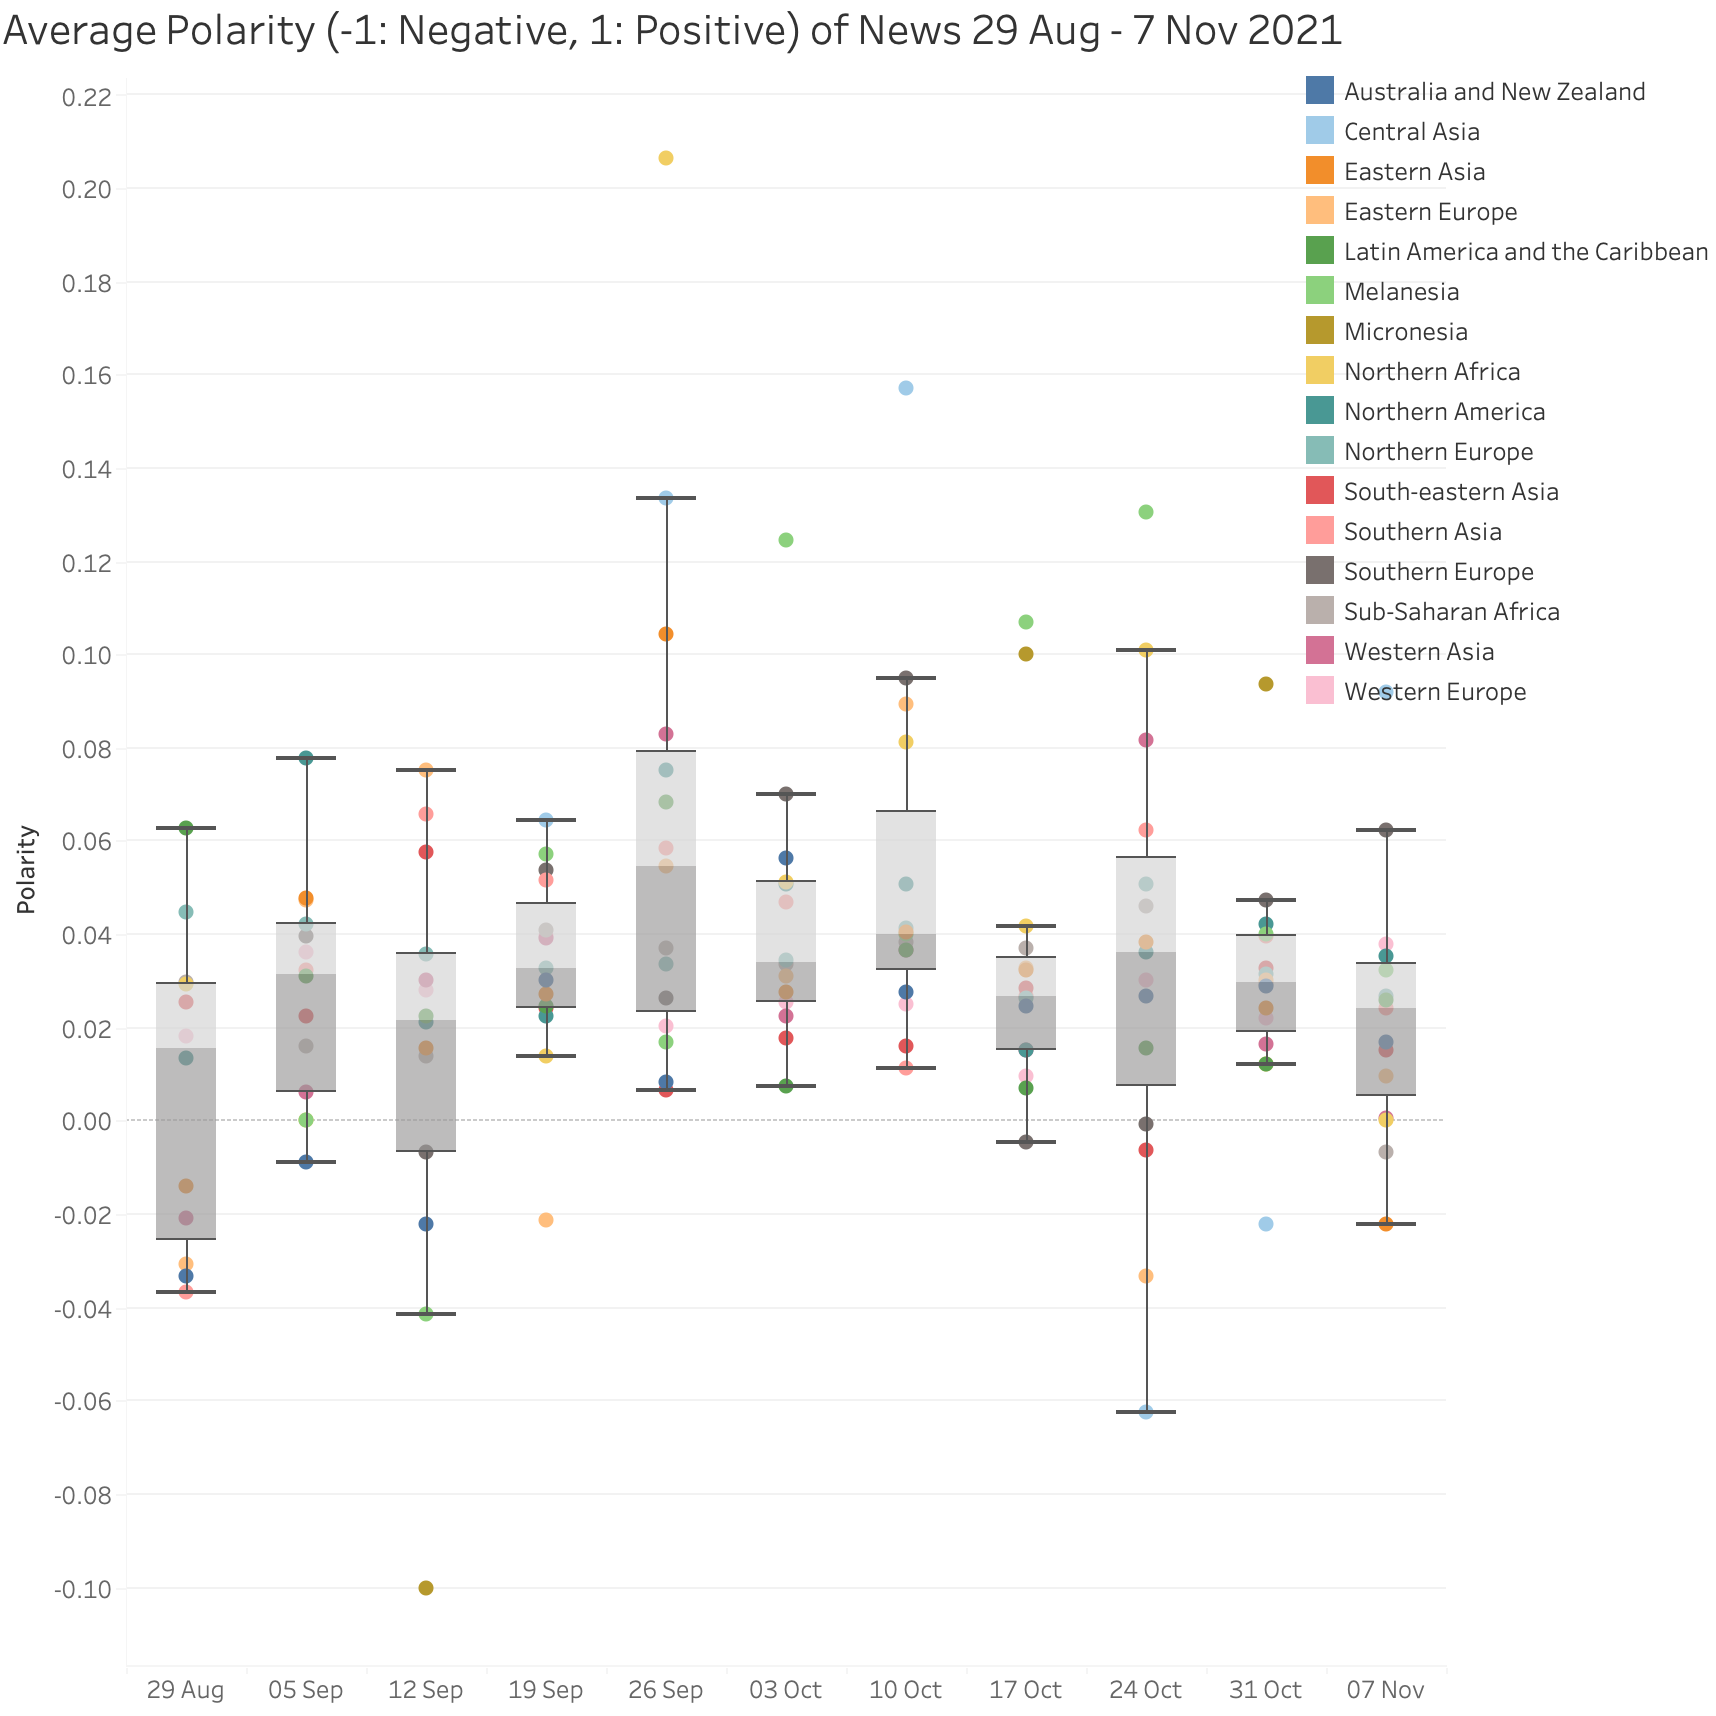 Average Polarity (-1: Negative, 1: Positive) of News 29 Aug - 7 Nov 2021
0.22
0.20
0.18
0.16
0.14
0.12
0.10
0.08
0.06
0.04
0.02
0.00
-0.02
-0.04
-0.06
-0.08
-0.10
Polarity
Australia and New Zealand
Central Asia
Eastern Asia
Eastern Europe
Latin America and the Caribbean
Melanesia
Micronesia
Northern Africa
Northern America
Northern Europe
South-eastern Asia
Southern Asia
Southern Europe
Sub-Saharan Africa
Western Asia
Western Europe
29 Aug
05 Sep
12 Sep
19 Sep
26 Sep
03 Oct
10 Oct
17 Oct
24 Oct
31 Oct
07 Nov